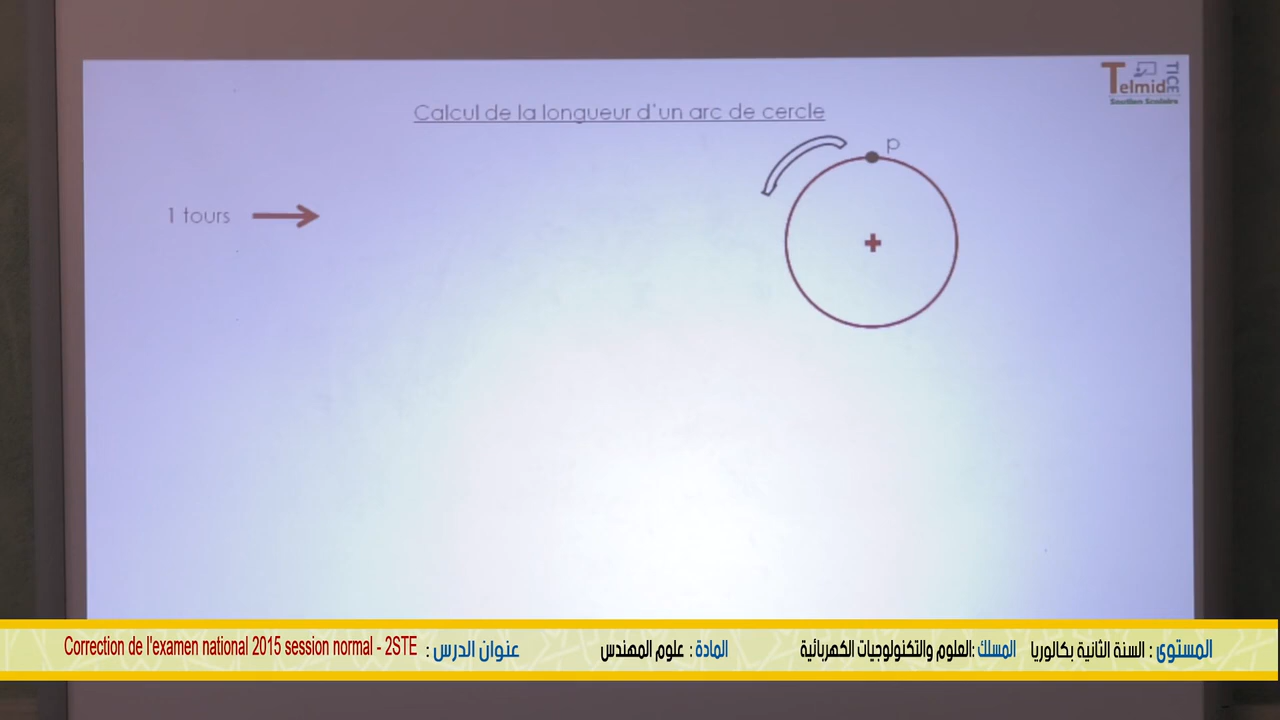 Telmid TICE
Soutien Scolaire
Calcul de la longueur d'un arc de cercle
p
1 tours
المستوى : السنة الثانية بكالوريا المسلك :العلوم والتكنولوجيات الكهربائية المادة : علوم المهندس عنوان الدرس : Correction de l'examen national 2015 session normal - 2STE